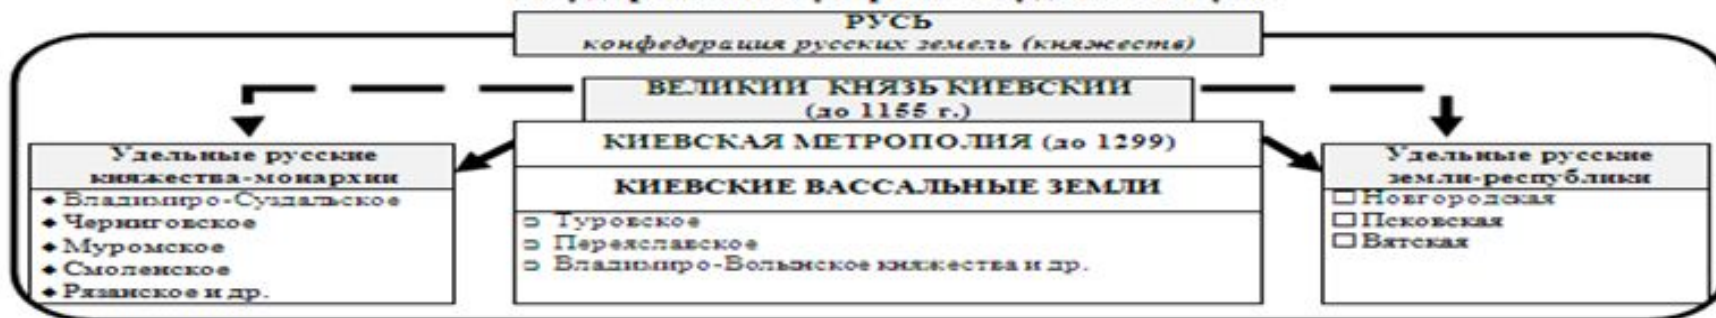 РУСЬ
конфедерация русских земель (княжеств)
ВЕЛИКИЙ КНЯЗЬ КИЕВСКИЙ
(до 1155 г.)
КИЕВСКАЯ МЕТРОПОЛИЯ (до 1299)
КИЕВСКИЕ ВАССАЛЬНЫЕ ЗЕМЛИ
Туровское
Переяславское
Владимиро-Волынское княжества и др.
Удельные русские
княжества-монархии
Владимиро-Суздальское
Черниговское
Муромское
Смоленское
Рязанское и др.
Удельные русские
земли-республики
Новгородская
Псковская
Вятская